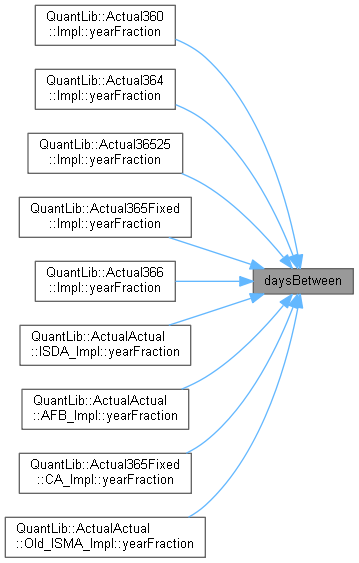 QuantLib::Actual360
::Impl::yearFraction
QuantLib::Actual364
::Impl::yearFraction
QuantLib::Actual36525
::Impl::yearFraction
QuantLib::Actual365Fixed
::Impl::yearFraction
QuantLib::Actual366
::Impl::yearFraction
daysBetween
QuantLib::ActualActual
::ISDA_Impl::yearFraction
QuantLib::ActualActual
::AFB_Impl::yearFraction
QuantLib::Actual365Fixed
::CA_Impl::yearFraction
QuantLib::ActualActual
::Old_ISMA_Impl::yearFraction